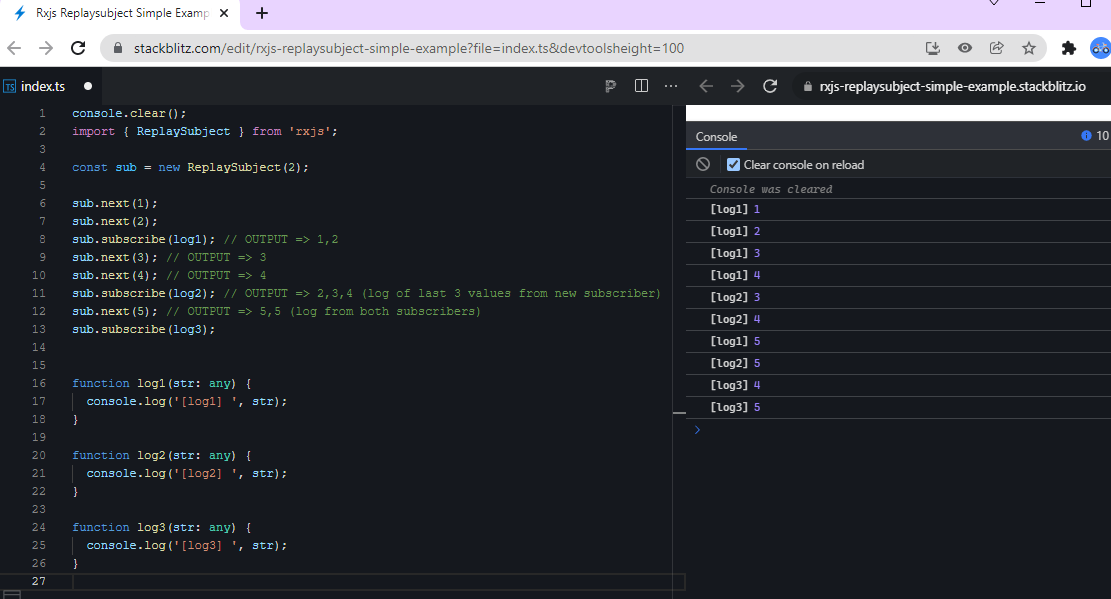 Rxjs Replaysubject Simple Examp
stackblitz.com/edit/rxjs-replaysubject-simple-example?file=index.ts&devtoolsheight=100
TS index.ts
rxjs-replaysubject-simple-example.stackblitz.io
1 console.clear();
2 import { ReplaySubject } from 'rxjs';
3
4 const sub = new ReplaySubject(2);
5
6 sub.next(1);
7 sub.next(2);
8 sub.subscribe(log1); // OUTPUT => 1,2
9 sub.next(3); // OUTPUT => 3
10 sub.next(4); // OUTPUT => 4
11 sub.subscribe(log2); // OUTPUT => 2,3,4 (log of last 3 values from new subscriber)
12 sub.next(5); // OUTPUT => 5,5 (log from both subscribers)
13 sub.subscribe(log3);
14
15
16 function log1(str: any) {
17 console.log('[log1] ', str);
18 }
19
20 function log2(str: any) {
21 console.log('[log2] ', str);
22 }
23
24 function log3(str: any) {
25 console.log('[log3] ', str);
26 }
27
Console 10
Clear console on reload
Console was cleared
[log1] 1
[log1] 2
[log1] 3
[log1] 4
[log2] 3
[log2] 4
[log1] 5
[log2] 5
[log3] 4
[log3] 5